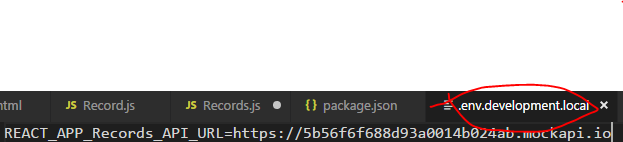 html JS Record.js JS Records.js { } package.json .env.development.local ×
REACT_APP_Records_API_URL=https://5b56f6f688d93a0014b024ab.mockapi.io